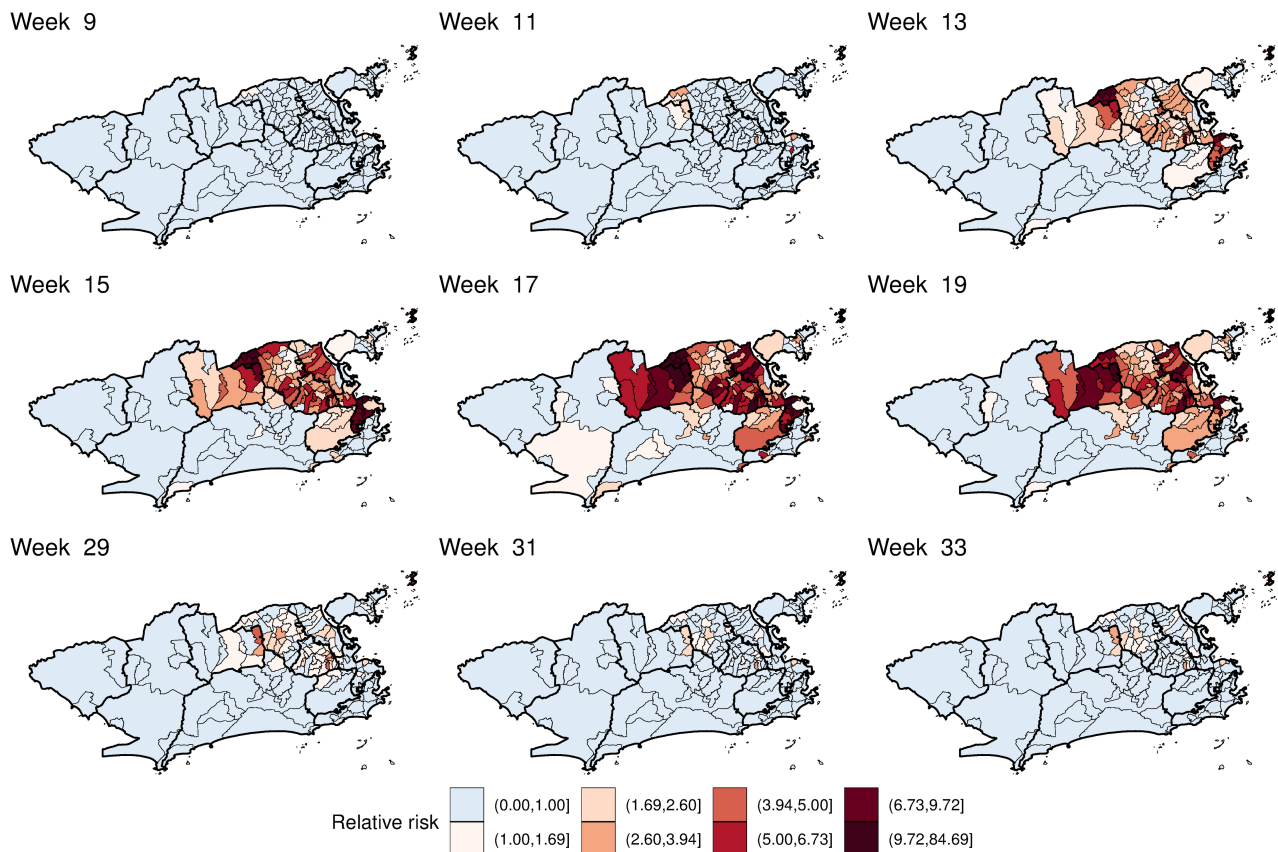 Week 9
Week 11
Week 13
Week 15
Week 17
Week 19
Week 29
Week 31
Week 33
Relative risk
(0.00,1.00]
(1.69,2.60]
(3.94,5.00]
(6.73,9.72]
(1.00,1.69]
(2.60,3.94]
(5.00,6.73]
(9.72,84.69]